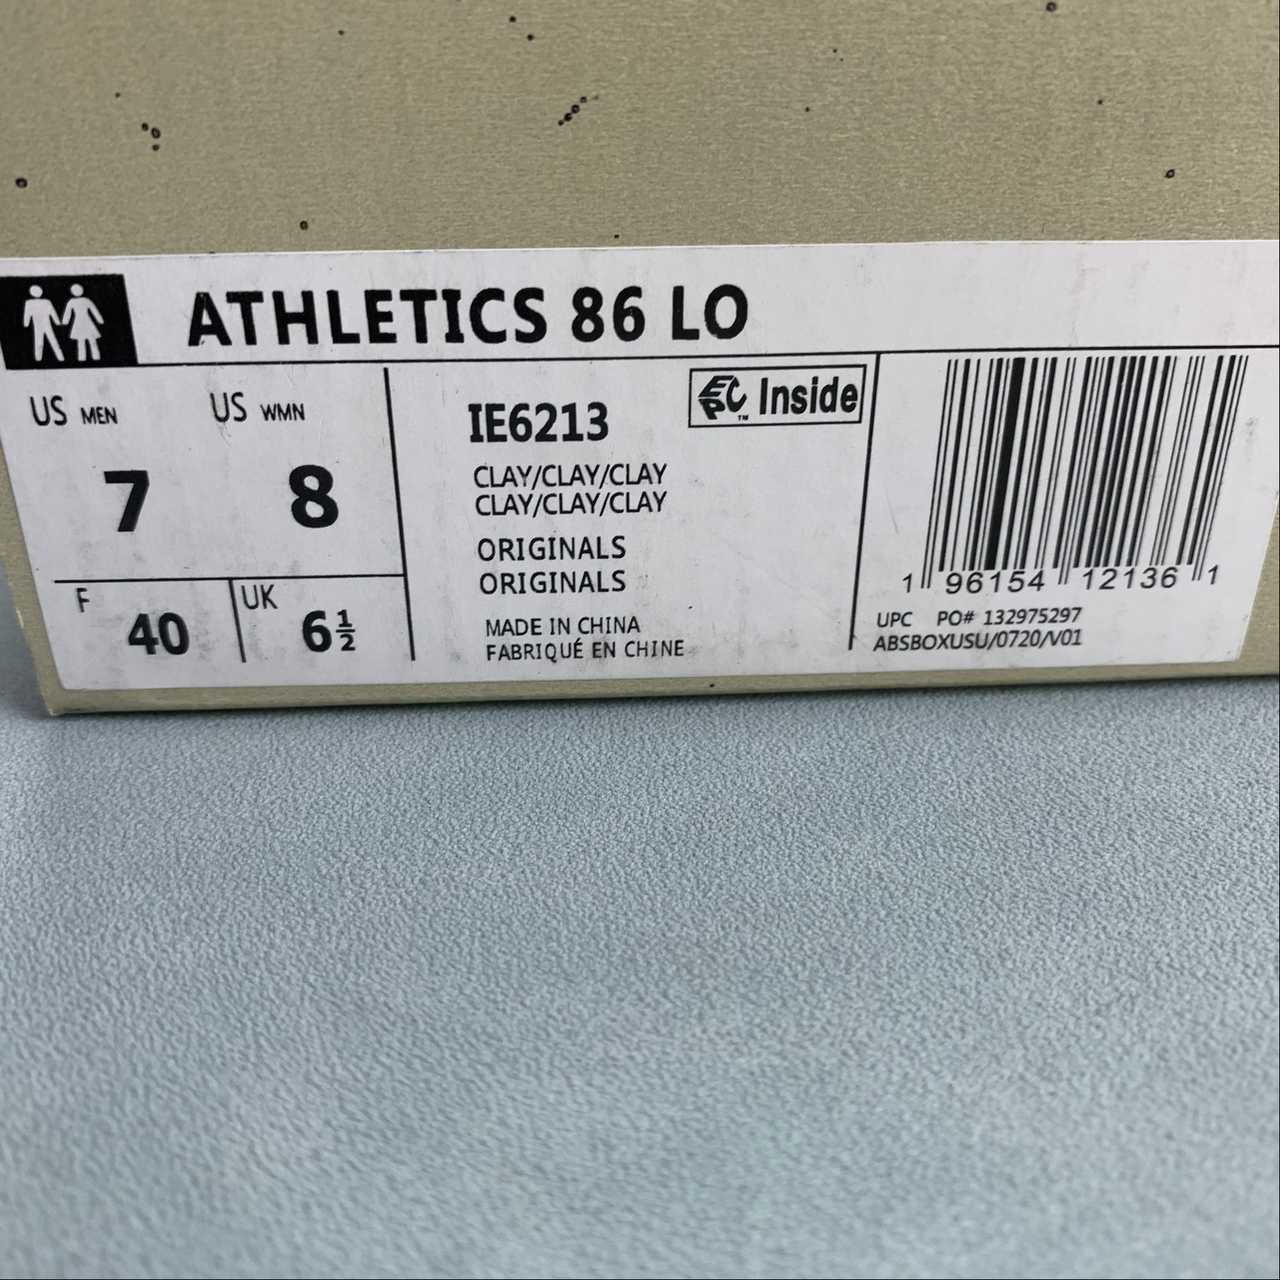 ATHLETICS 86 LO
US MEN US WMN
7 8
F 40 UK 6½
IE6213
EPC™ Inside
CLAY/CLAY/CLAY
CLAY/CLAY/CLAY
ORIGINALS
ORIGINALS
MADE IN CHINA
FABRIQUÉ EN CHINE
1 96154 12136 1
UPC PO# 132975297
ABSBOXUSU/0720/V01